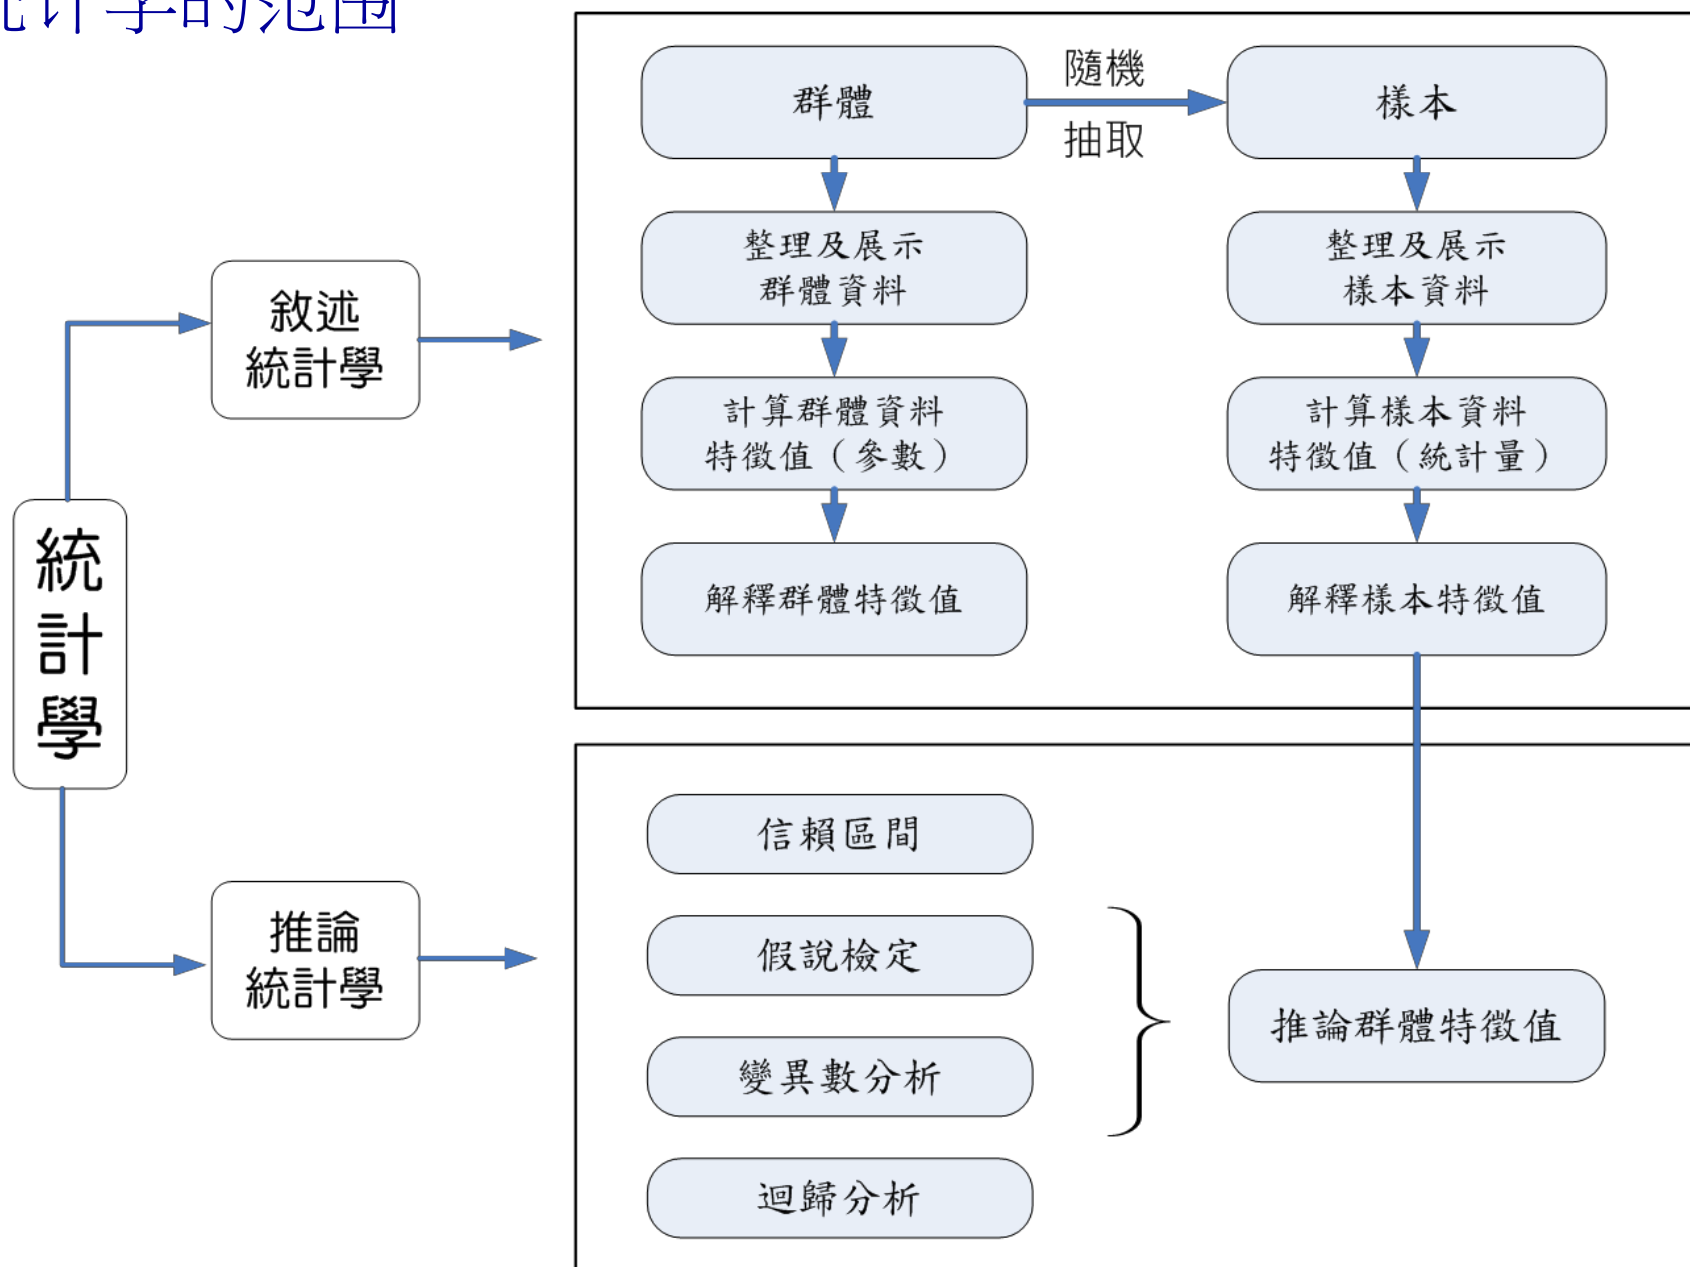 计学的范围
群體
隨機
抽取
樣本
整理及展示
群體資料
整理及展示
樣本資料
敘述
統計學
計算群體資料
特徵值（參數）
計算樣本資料
特徵值（統計量）
統
計
學
解釋群體特徵值
解釋樣本特徵值
信賴區間
推論
統計學
假說檢定
推論群體特徵值
變異數分析
迴歸分析